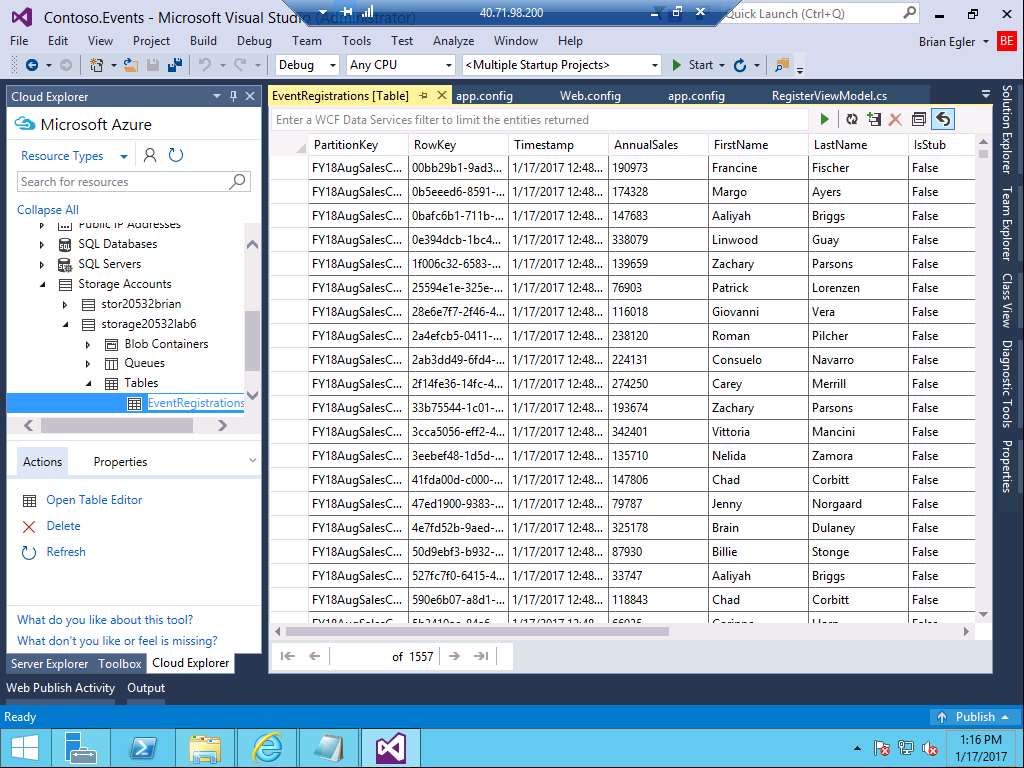 Contoso.Events - Microsoft Visual Studio (Administrator)
40.71.98.200
Quick Launch (Ctrl+Q)
File Edit View Project Build Debug Team Tools Test Analyze Window Help
Brian Egler BE
Debug Any CPU <Multiple Startup Projects> Start
Cloud Explorer
Microsoft Azure
Resource Types
Search for resources
Collapse All
Public IP Addresses
SQL Databases
SQL Servers
Storage Accounts
stor20532brian
storage20532lab6
Blob Containers
Queues
Tables
EventRegistrations
Actions Properties
Open Table Editor
Delete
Refresh
What do you like about this tool?
What don't you like or feel is missing?
Server Explorer Toolbox Cloud Explorer
EventRegistrations [Table] app.config Web.config app.config RegisterViewModel.cs
Enter a WCF Data Services filter to limit the entities returned
PartitionKey RowKey Timestamp AnnualSales FirstName LastName IsStub
FY18AugSalesC... 00bb29b1-9ad3... 1/17/2017 12:48... 190973 Francine Fischer False
FY18AugSalesC... 0b5eeed6-8591-... 1/17/2017 12:48... 174328 Margo Ayers False
FY18AugSalesC... 0bafc6b1-711b-... 1/17/2017 12:48... 147683 Aaliyah Briggs False
FY18AugSalesC... 0e394dcb-1bc4... 1/17/2017 12:48... 338079 Linwood Guay False
FY18AugSalesC... 1f006c32-6583-... 1/17/2017 12:48... 139659 Zachary Parsons False
FY18AugSalesC... 25594e1e-325e-... 1/17/2017 12:48... 76903 Patrick Lorenzen False
FY18AugSalesC... 28e6e7f7-2f46-4... 1/17/2017 12:48... 116018 Giovanni Vera False
FY18AugSalesC... 2a4efcb5-0411-... 1/17/2017 12:48... 238120 Roman Pilcher False
FY18AugSalesC... 2ab3dd49-6fd4-... 1/17/2017 12:48... 224131 Consuelo Navarro False
FY18AugSalesC... 2f14fe36-14fc-4... 1/17/2017 12:48... 274250 Carey Merrill False
FY18AugSalesC... 33b75544-1c01-... 1/17/2017 12:48... 193674 Zachary Parsons False
FY18AugSalesC... 3cca5056-eff2-4... 1/17/2017 12:48... 342401 Vittoria Mancini False
FY18AugSalesC... 3eebef48-1d5d-... 1/17/2017 12:48... 135710 Nelida Zamora False
FY18AugSalesC... 41fda00d-c000-... 1/17/2017 12:48... 147806 Chad Corbitt False
FY18AugSalesC... 47ed1900-9383-... 1/17/2017 12:48... 79787 Jenny Norgaard False
FY18AugSalesC... 4e7fd52b-9aed-... 1/17/2017 12:48... 325178 Brain Dulaney False
FY18AugSalesC... 50d9ebf3-b932-... 1/17/2017 12:48... 87930 Billie Stonge False
FY18AugSalesC... 527fc7f0-6415-4... 1/17/2017 12:48... 33747 Aaliyah Briggs False
FY18AugSalesC... 590e6b07-a8d1-... 1/17/2017 12:48... 118843 Chad Corbitt False
of 1557
Solution Explorer
Team Explorer
Class View
Diagnostic Tools
Properties
Web Publish Activity Output
Ready
Publish
1:16 PM
1/17/2017